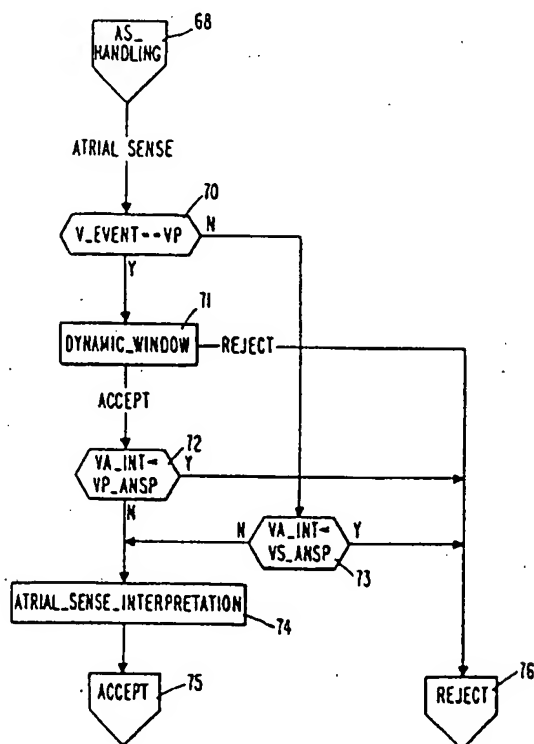 AS_
HANDLING
68
ATRIAL SENSE
70
V_EVENT--VP
N
Y
71
DYNAMIC_WINDOW
REJECT
ACCEPT
72
VA_INT<
VP_ANSP
Y
N
N
VA_INT<
VS_ANSP
Y
73
ATRIAL_SENSE_INTERPRETATION
74
ACCEPT
75
REJECT
76